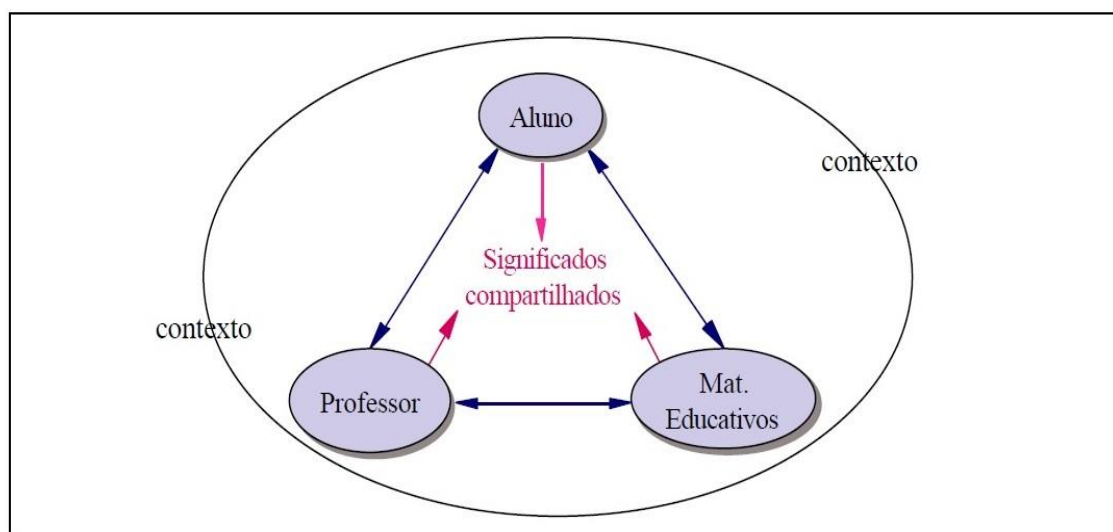 Aluno
contexto
Significados
compartilhados
contexto
Professor
Mat.
Educativos